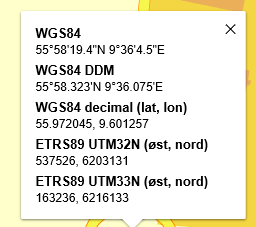 WGS84
55°58'19.4"N 9°36'4.5"E
WGS84 DDM
55°58.323'N 9°36.075'E
WGS84 decimal (lat, lon)
55.972045, 9.601257
ETRS89 UTM32N (øst, nord)
537526, 6203131
ETRS89 UTM33N (øst, nord)
163236, 6216133